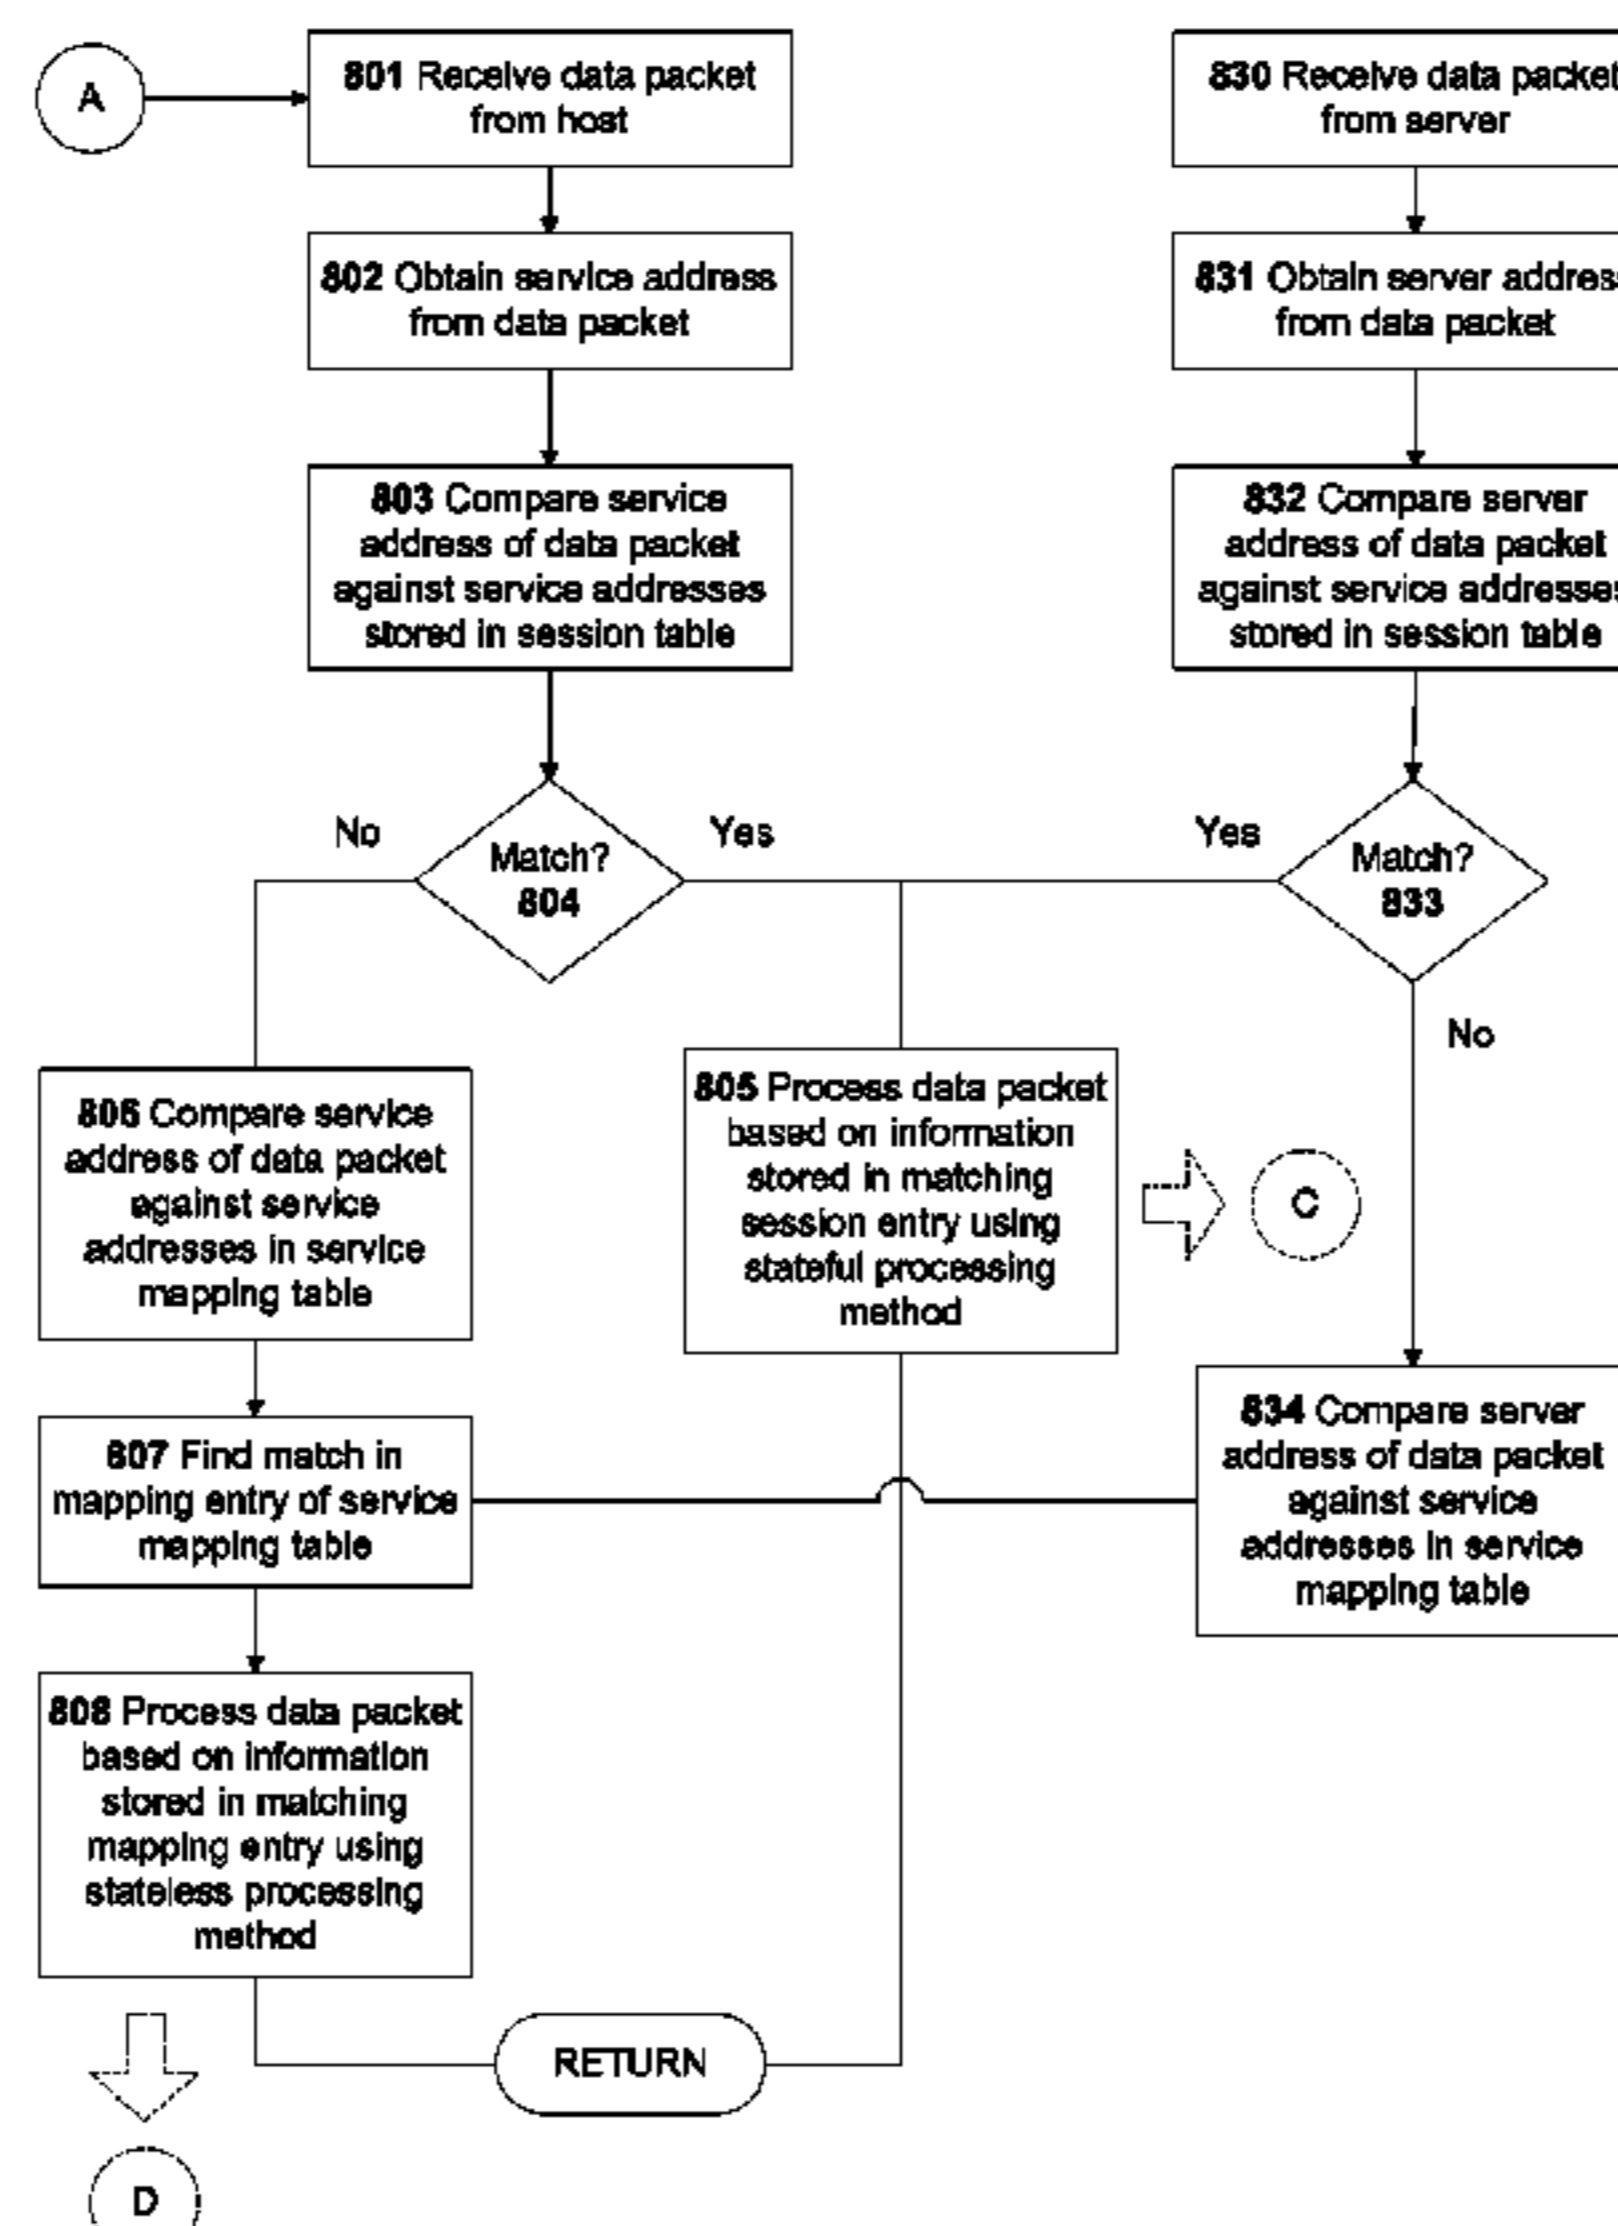 A
801 Receive data packet
from host
802 Obtain service address
from data packet
803 Compare service
address of data packet
against service addresses
stored in session table
No
Match?
804
Yes
830 Receive data packet
from server
831 Obtain server addres
from data packet
832 Compare server
address of data packet
against service addresses
stored in session table
Yes
Match?
833
No
806 Compare service
address of data packet
against service
addresses in service
mapping table
805 Process data packet
based on information
stored in matching
session entry using
stateful processing
method
C
807 Find match in
mapping entry of service
mapping table
834 Compare server
address of data packet
against service
addresses in service
mapping table
808 Process data packet
based on information
stored in matching
mapping entry using
stateless processing
method
RETURN
D